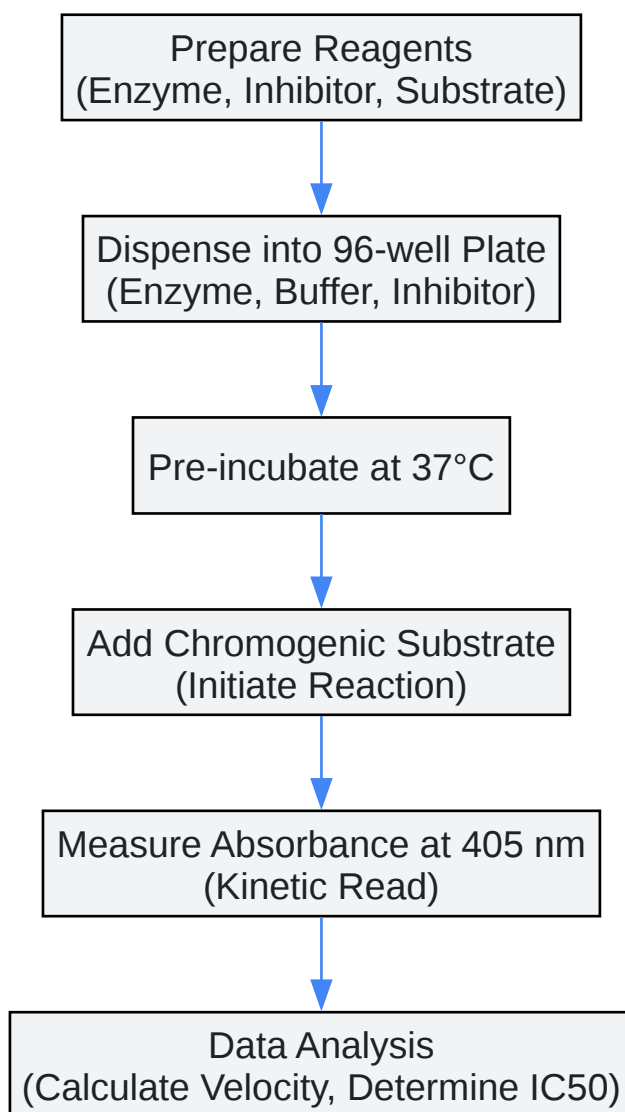 Prepare Reagents
(Enzyme, Inhibitor, Substrate)
Dispense into 96-well Plate
(Enzyme, Buffer, Inhibitor)
Pre-incubate at 37°C
Add Chromogenic Substrate
(Initiate Reaction)
Measure Absorbance at 405 nm
(Kinetic Read)
Data Analysis
(Calculate Velocity, Determine IC50)